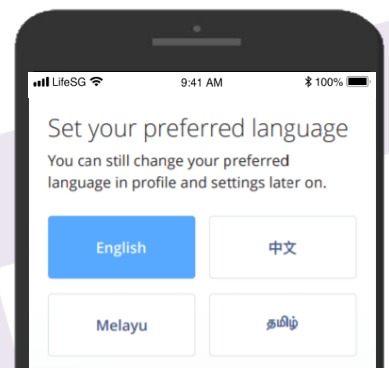 LifeSG 9:41 AM 100%
Set your preferred language
You can still change your preferred
language in profile and settings later on.
English 中文
Melayu தமிழ்